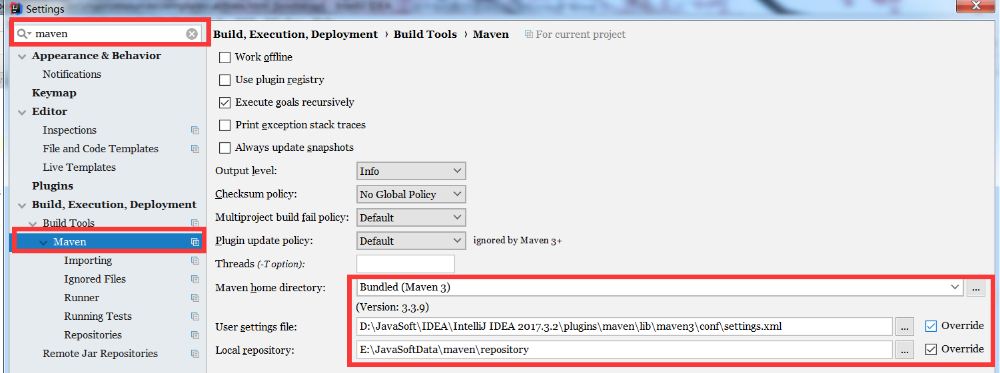 Settings
maven
Appearance & Behavior
Notifications
Keymap
Editor
Inspections
File and Code Templates
Live Templates
Plugins
Build, Execution, Deployment
Build Tools
Maven
Importing
Ignored Files
Runner
Running Tests
Repositories
Remote Jar Repositories
Build, Execution, Deployment › Build Tools › Maven For current project
Work offline
Use plugin registry
Execute goals recursively
Print exception stack traces
Always update snapshots
Output level: Info
Checksum policy: No Global Policy
Multiproject build fail policy: Default
Plugin update policy: Default ignored by Maven 3+
Threads (-T option):
Maven home directory: Bundled (Maven 3) ...
(Version: 3.3.9)
User settings file: D:\JavaSoft\IDEA\IntelliJ IDEA 2017.3.2\plugins\maven\lib\maven3\conf\settings.xml ... Override
Local repository: E:\JavaSoftData\maven\repository ... Override